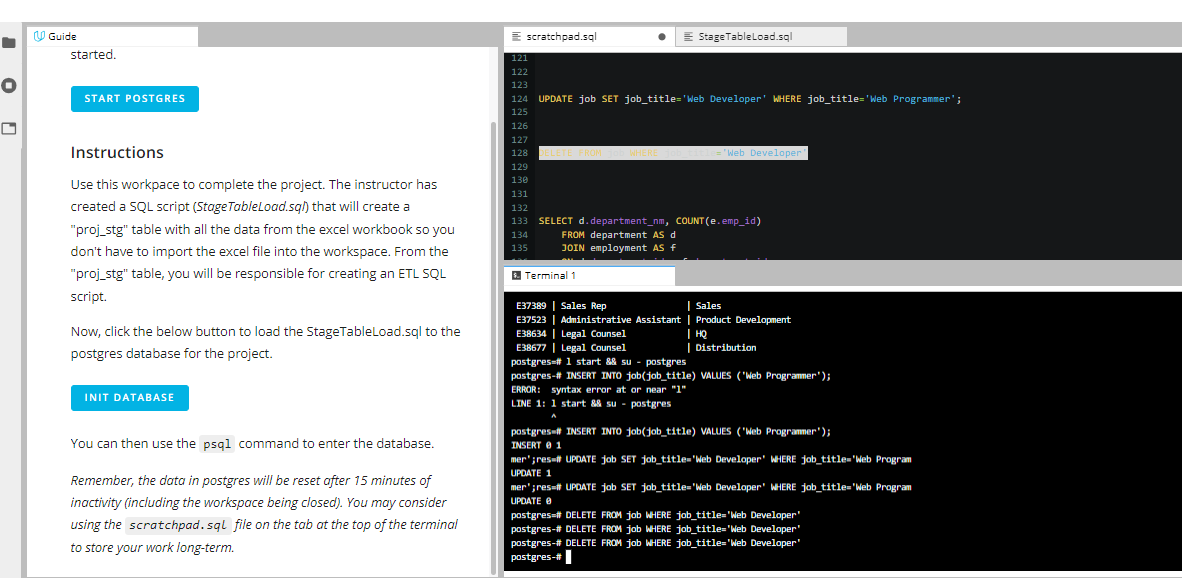 Guide
started.
START POSTGRES
Instructions
Use this workpace to complete the project. The instructor has
created a SQL script (StageTableLoad.sql) that will create a
"proj_stg" table with all the data from the excel workbook so you
don't have to import the excel file into the workspace. From the
"proj_stg" table, you will be responsible for creating an ETL SQL
script.
Now, click the below button to load the StageTableLoad.sql to the
postgres database for the project.
INIT DATABASE
You can then use the psql command to enter the database.
Remember, the data in postgres will be reset after 15 minutes of
inactivity (including the workspace being closed). You may consider
using the scratchpad.sql file on the tab at the top of the terminal
to store your work long-term.
scratchpad.sql
StageTableLoad.sql
121
122
123
124 UPDATE job SET job_title='Web Developer' WHERE job_title='Web Programmer';
125
126
127
128 DELETE FROM job WHERE job_title='Web Developer'
129
130
131
132
133 SELECT d.department_nm, COUNT(e.emp_id)
134 FROM department AS d
135 JOIN employment AS f
Terminal 1
E37389 | Sales Rep | Sales
E37523 | Administrative Assistant | Product Development
E38634 | Legal Counsel | HQ
E38677 | Legal Counsel | Distribution
postgres=# l start && su - postgres
postgres-# INSERT INTO job(job_title) VALUES ('Web Programmer');
ERROR: syntax error at or near "l"
LINE 1: l start && su - postgres
^
postgres=# INSERT INTO job(job_title) VALUES ('Web Programmer');
INSERT 0 1
mer';res=# UPDATE job SET job_title='Web Developer' WHERE job_title='Web Program
UPDATE 1
mer';res=# UPDATE job SET job_title='Web Developer' WHERE job_title='Web Program
UPDATE 0
postgres=# DELETE FROM job WHERE job_title='Web Developer'
postgres-# DELETE FROM job WHERE job_title='Web Developer'
postgres-# DELETE FROM job WHERE job_title='Web Developer'
postgres-#